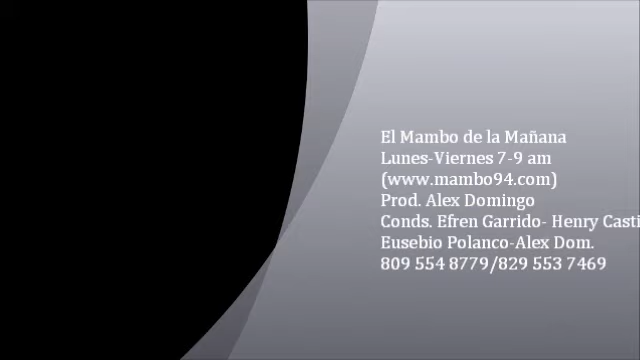 El Mambo de la Mañana
Lunes-Viernes 7-9 am
(www.mambo94.com)
Prod. Alex Domingo
Conds. Efren Garrido- Henry Casti
Eusebio Polanco-Alex Dom.
809 554 8779/829 553 7469